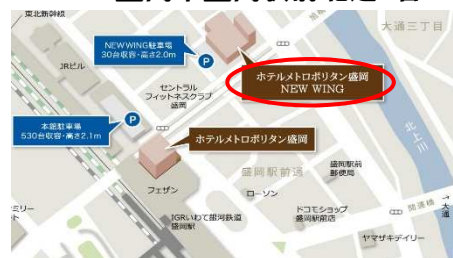 東北新幹線
大通三丁目
NEW WING駐車場
30台収容・高さ2.0m
P
JRビル
ホテルメトロポリタン盛岡
NEW WING
セントラル
フィットネスクラブ
盛岡
本館駐車場
530台収容・高さ2.1m
P
ホテルメトロポリタン盛岡
北上川
盛岡駅前通
盛岡駅前
郵便局
フェザン
ローソン
ミリー
ドコモショップ
盛岡駅前店
開運橋
大通
IGRいわて銀河鉄道
盛岡駅
ヤマザキデイリー